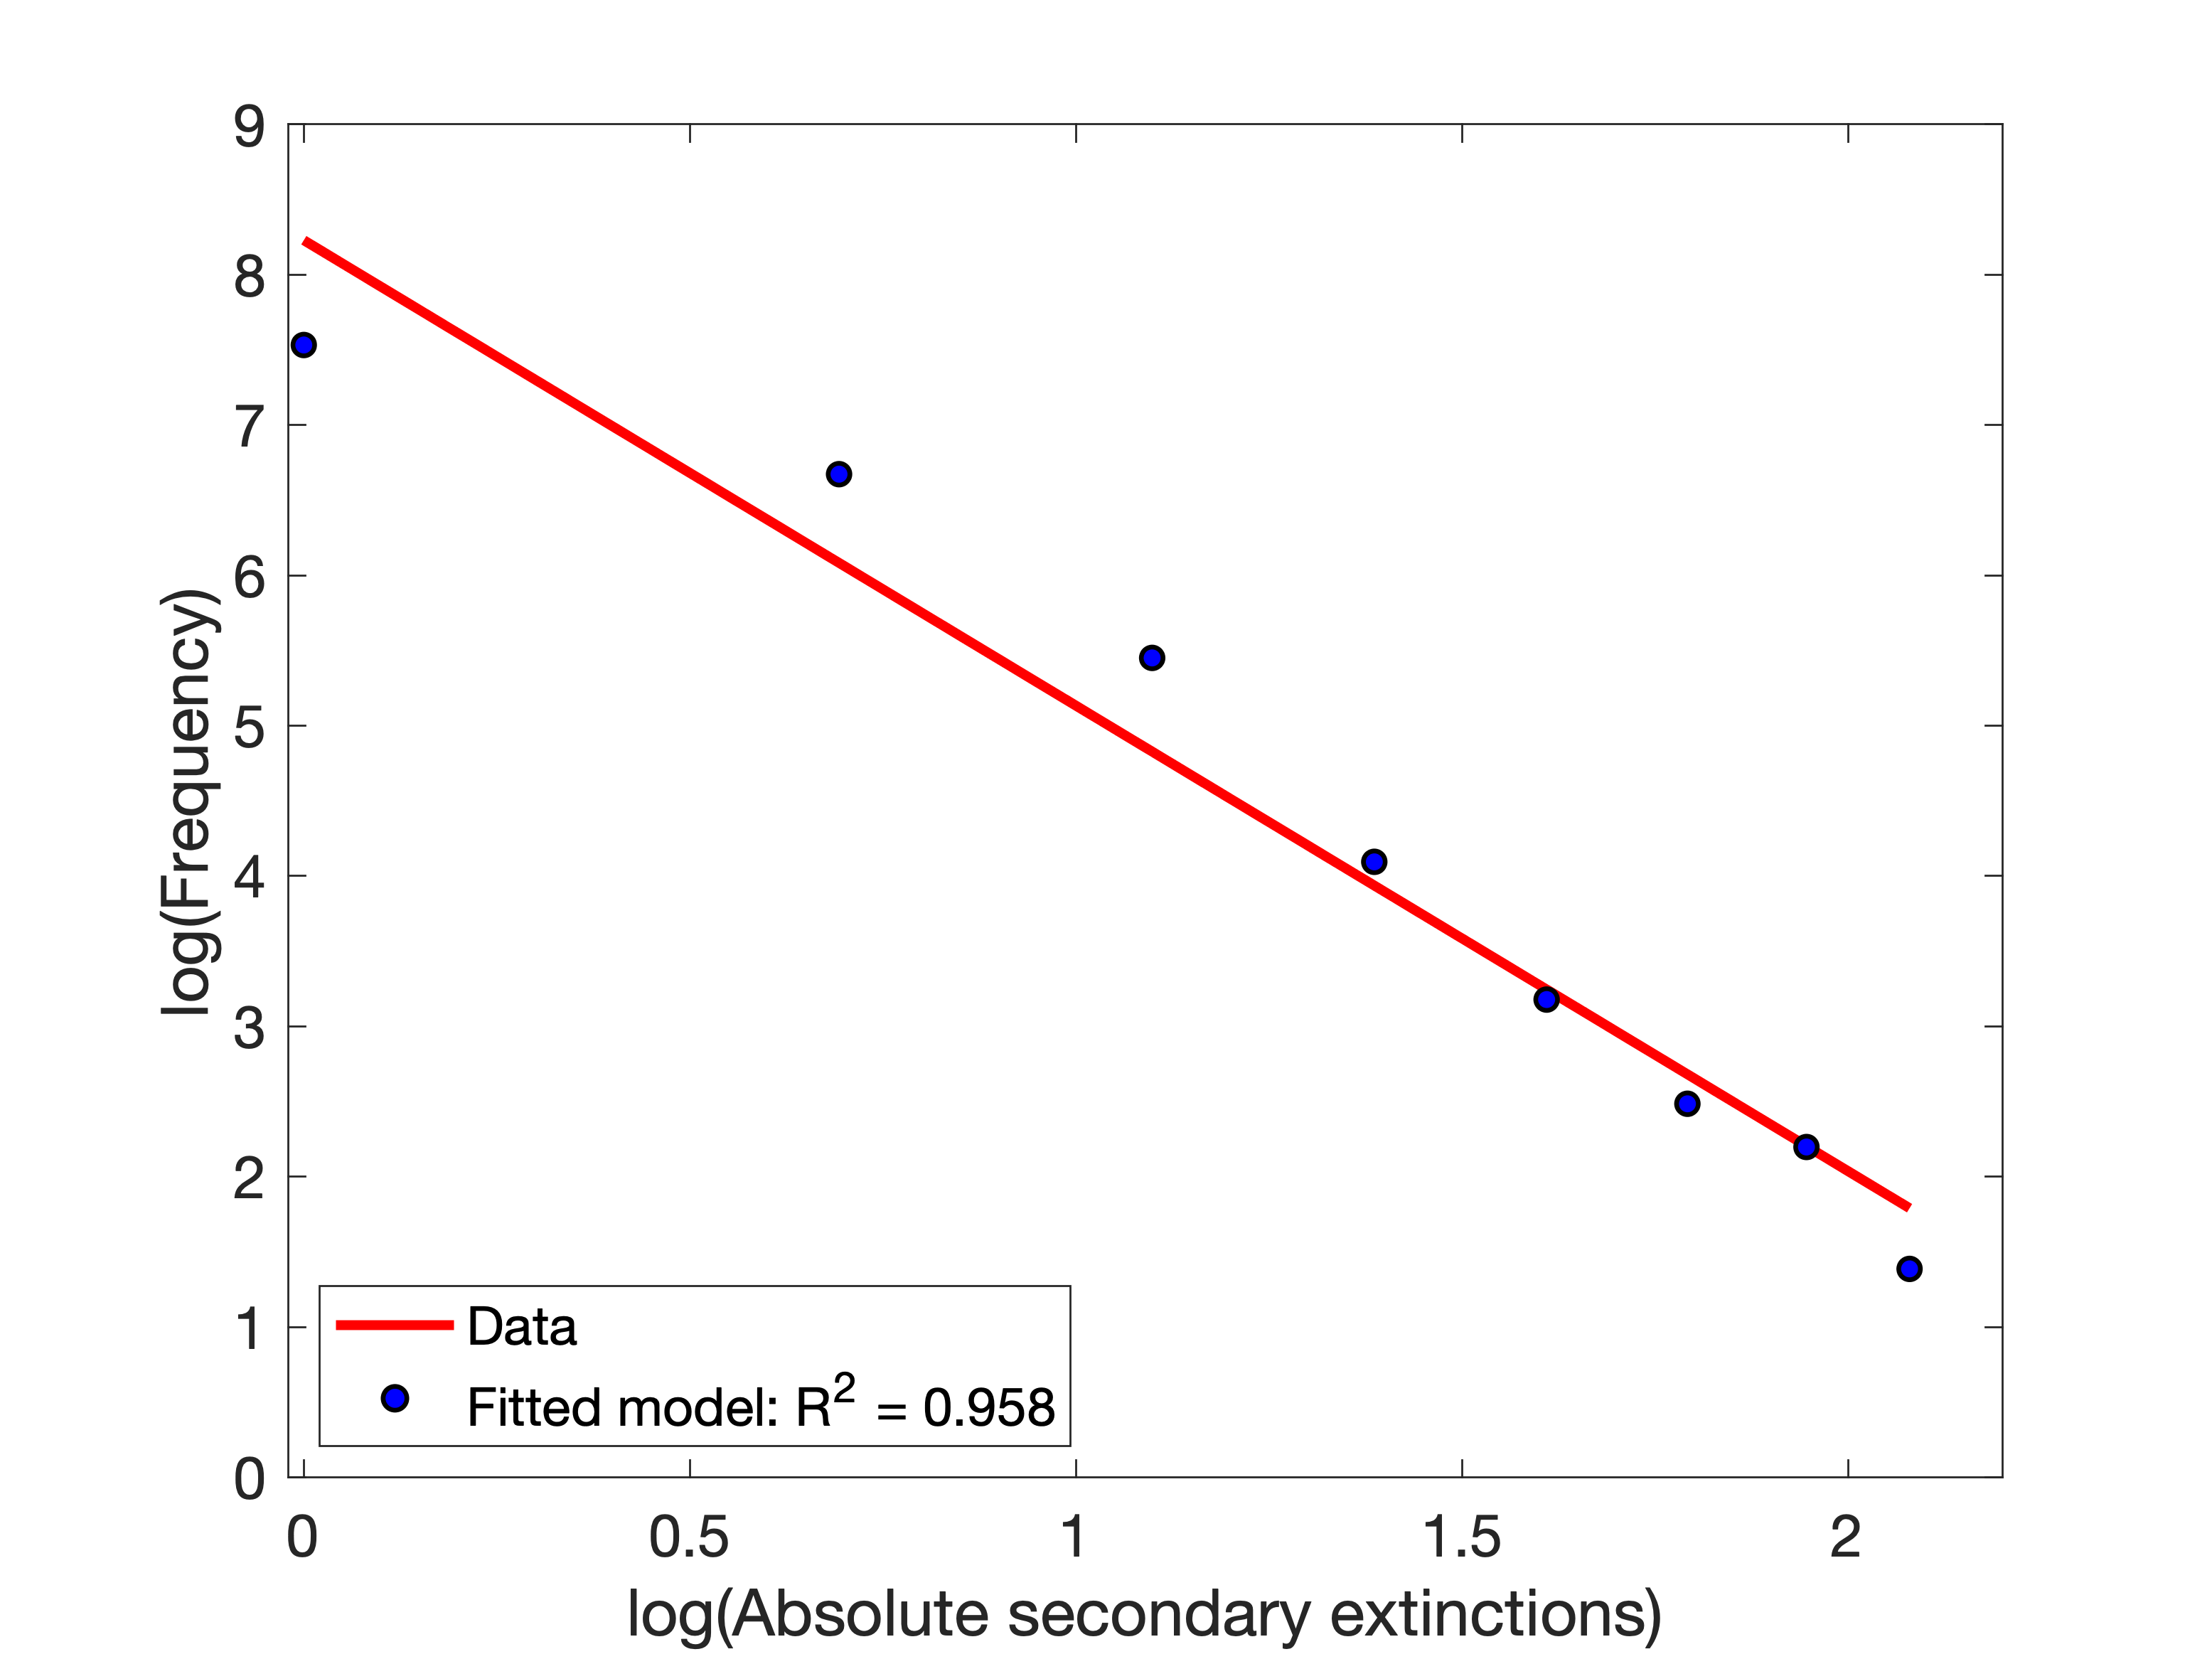 9
8
7
6
5
4
3
2
1
0
log(Frequency)
Data
Fitted model: R² = 0.958
0 0.5 1 1.5 2
log(Absolute secondary extinctions)